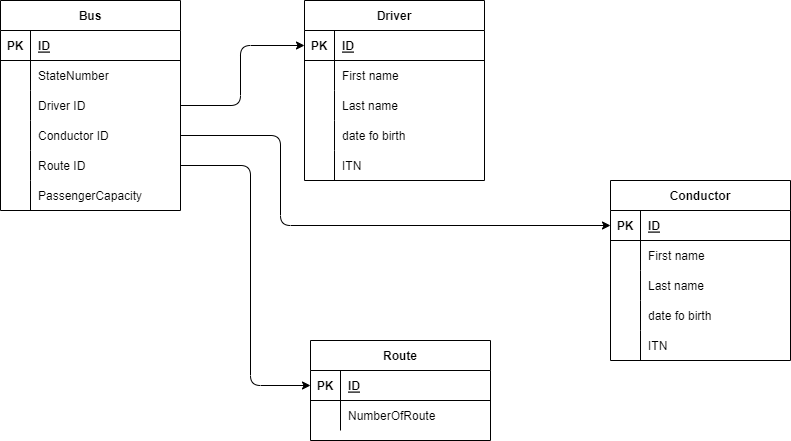 Bus
PK ID
StateNumber
Driver ID
Conductor ID
Route ID
PassengerCapacity
Driver
PK ID
First name
Last name
date fo birth
ITN
Conductor
PK ID
First name
Last name
date fo birth
ITN
Route
PK ID
NumberOfRoute